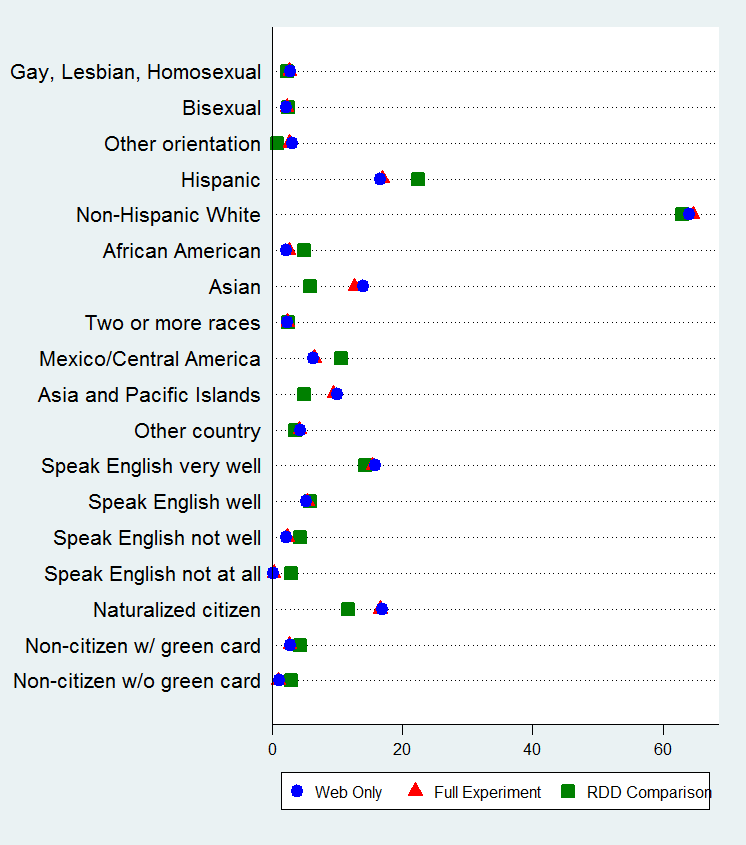 Gay, Lesbian, Homosexual
Bisexual
Other orientation
Hispanic
Non-Hispanic White
African American
Asian
Two or more races
Mexico/Central America
Asia and Pacific Islands
Other country
Speak English very well
Speak English well
Speak English not well
Speak English not at all
Naturalized citizen
Non-citizen w/ green card
Non-citizen w/o green card
0 20 40 60
Web Only Full Experiment RDD Comparison